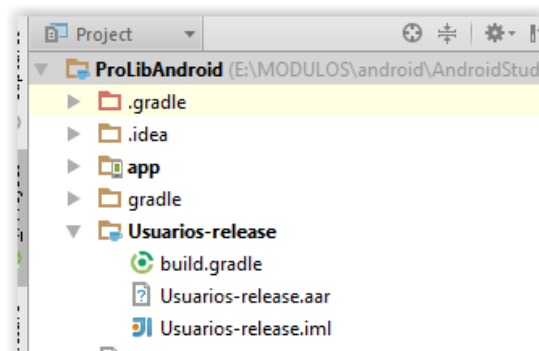 Project
ProLibAndroid (E:\MODULOS\android\AndroidStud
.gradle
.idea
app
gradle
Usuarios-release
build.gradle
Usuarios-release.aar
Usuarios-release.iml